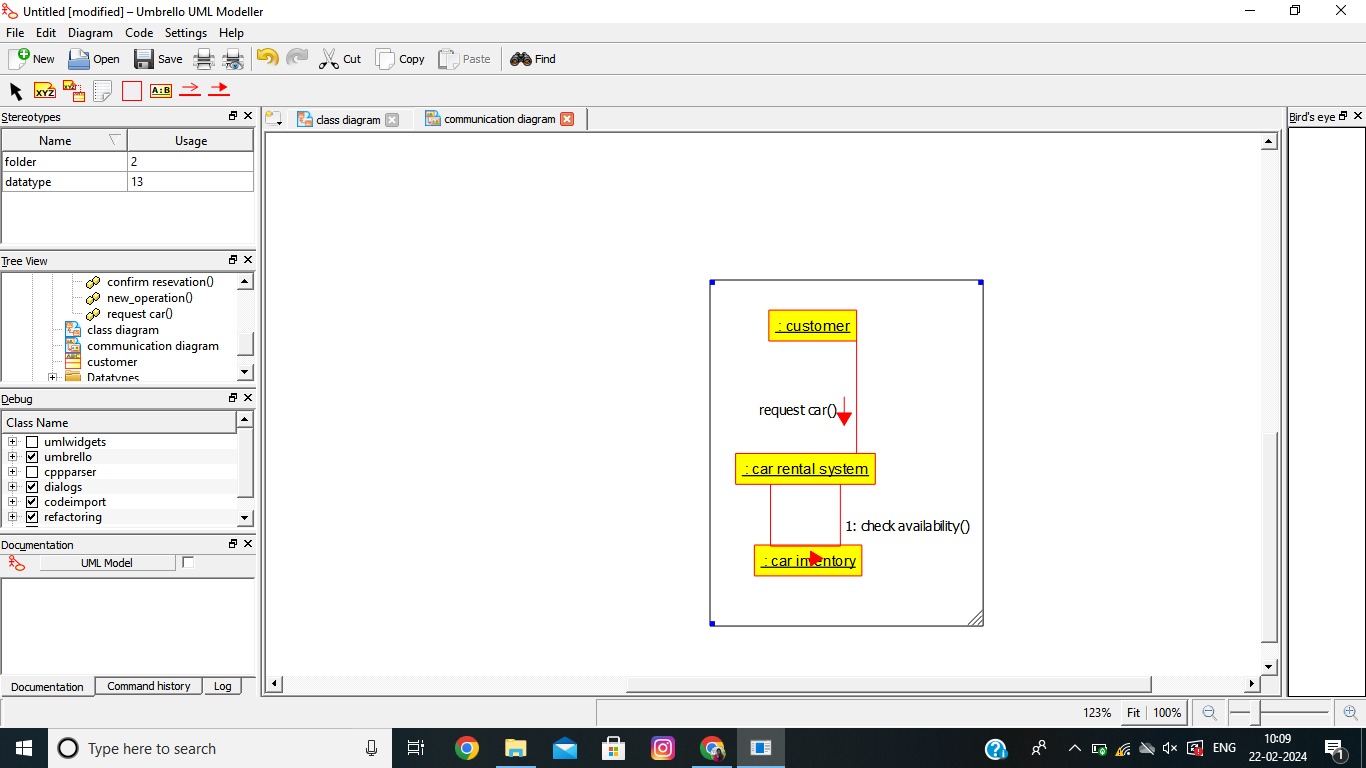 Untitled [modified] – Umbrello UML Modeller
File Edit Diagram Code Settings Help
New Open Save Cut Copy Paste Find
XYZ XYZ A:B
Stereotypes
Name Usage
folder 2
datatype 13
Tree View
confirm resevation()
new_operation()
request car()
class diagram
communication diagram
customer
Datatypes
Debug
Class Name
umlwidgets
umbrello
cppparser
dialogs
codeimport
refactoring
Documentation
UML Model
Documentation Command history Log
class diagram communication diagram
: customer
request car()
: car rental system
1: check availability()
: car inventory
Bird's eye
123% Fit 100%
Type here to search
ENG
10:09
22-02-2024
1